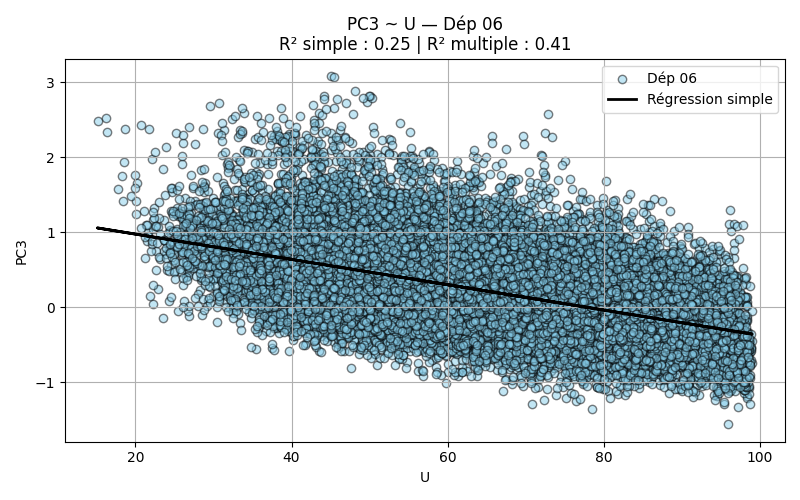 PC3 ~ U — Dép 06
R² simple : 0.25 | R² multiple : 0.41
Dép 06
Régression simple
3
2
1
0
−1
PC3
20
40
60
80
100
U